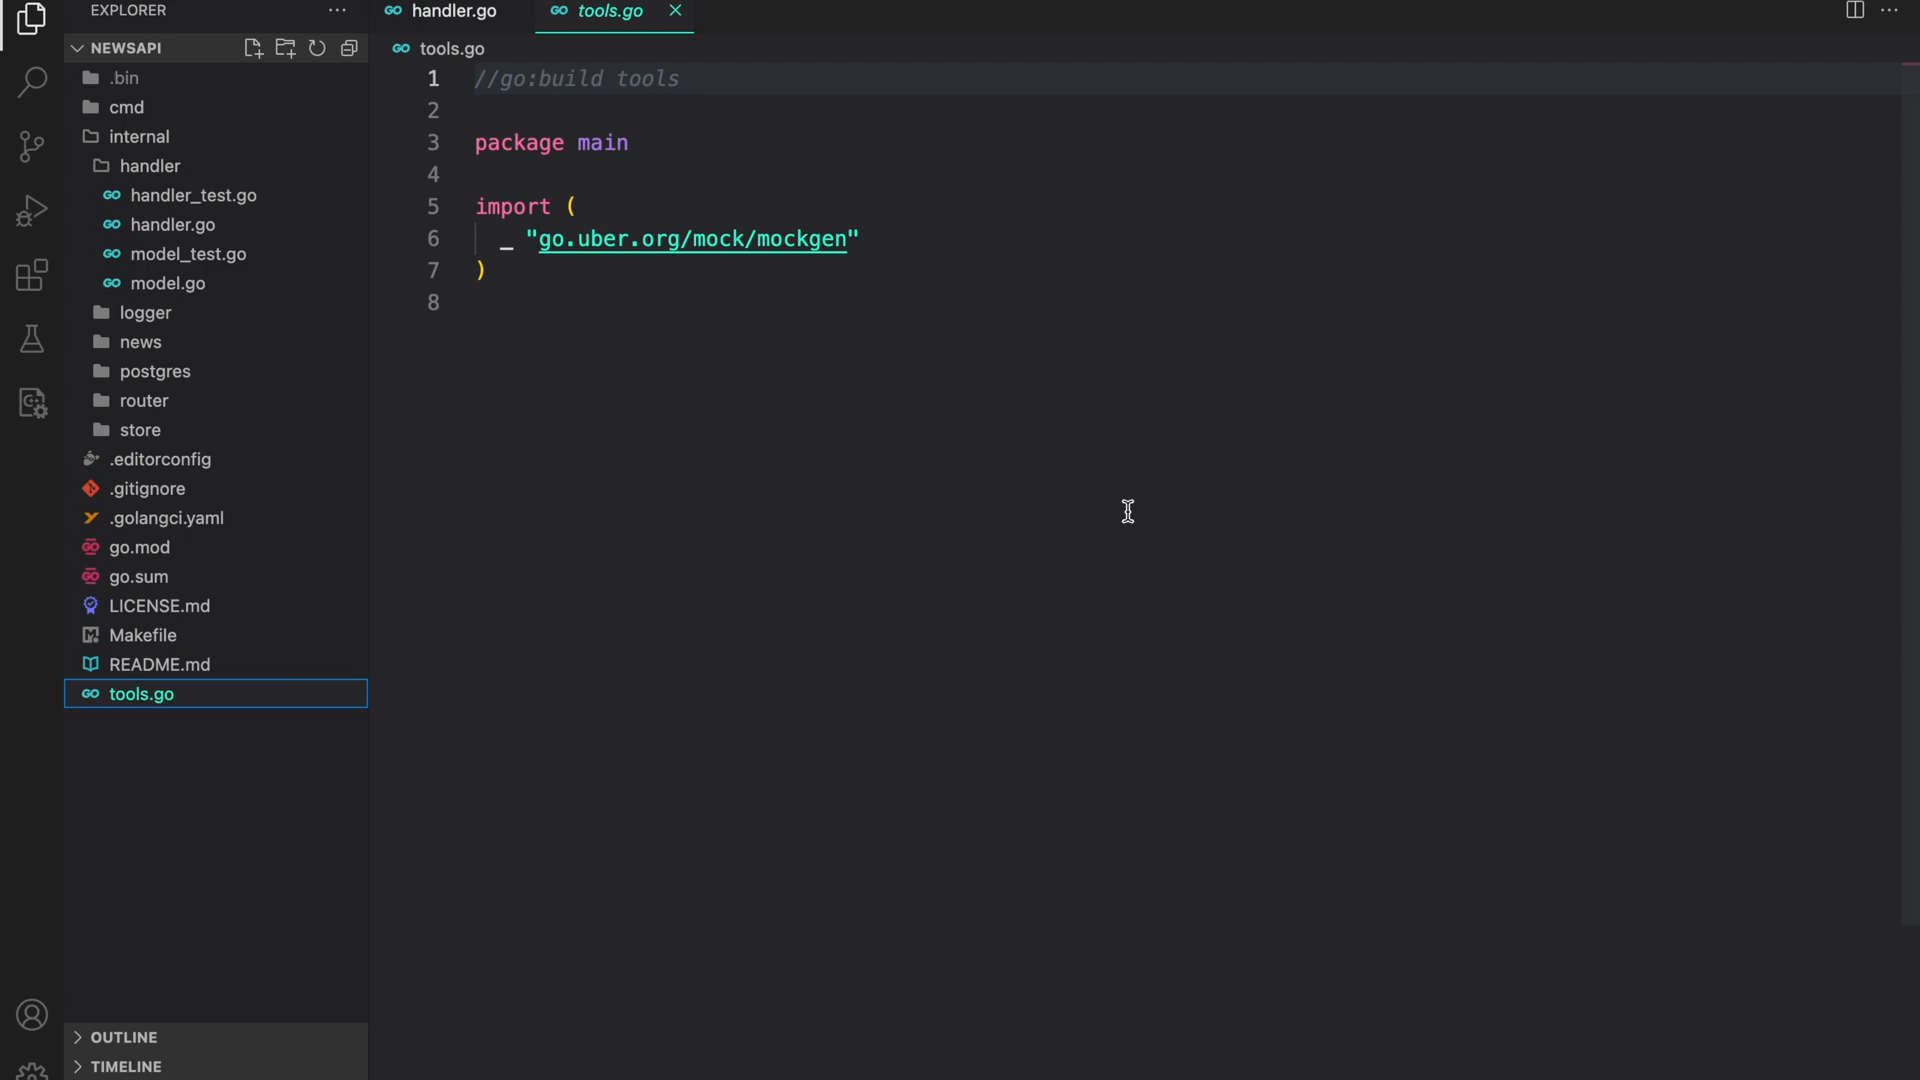 EXPLORER
NEWSAPI
.bin
cmd
internal
handler
handler_test.go
handler.go
model_test.go
model.go
logger
news
postgres
router
store
.editorconfig
.gitignore
.golangci.yaml
go.mod
go.sum
LICENSE.md
Makefile
README.md
tools.go
OUTLINE
TIMELINE
handler.go
tools.go
tools.go
1 //go:build tools
2
3 package main
4
5 import (
6 _ "go.uber.org/mock/mockgen"
7 )
8